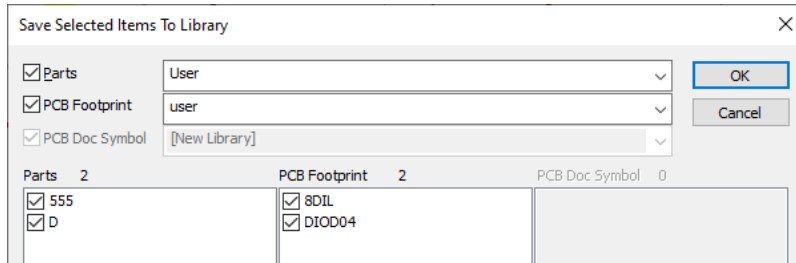 Save Selected Items To Library
Parts User OK
PCB Footprint user Cancel
PCB Doc Symbol [New Library]
Parts 2 PCB Footprint 2 PCB Doc Symbol 0
555 8DIL
D DIOD04